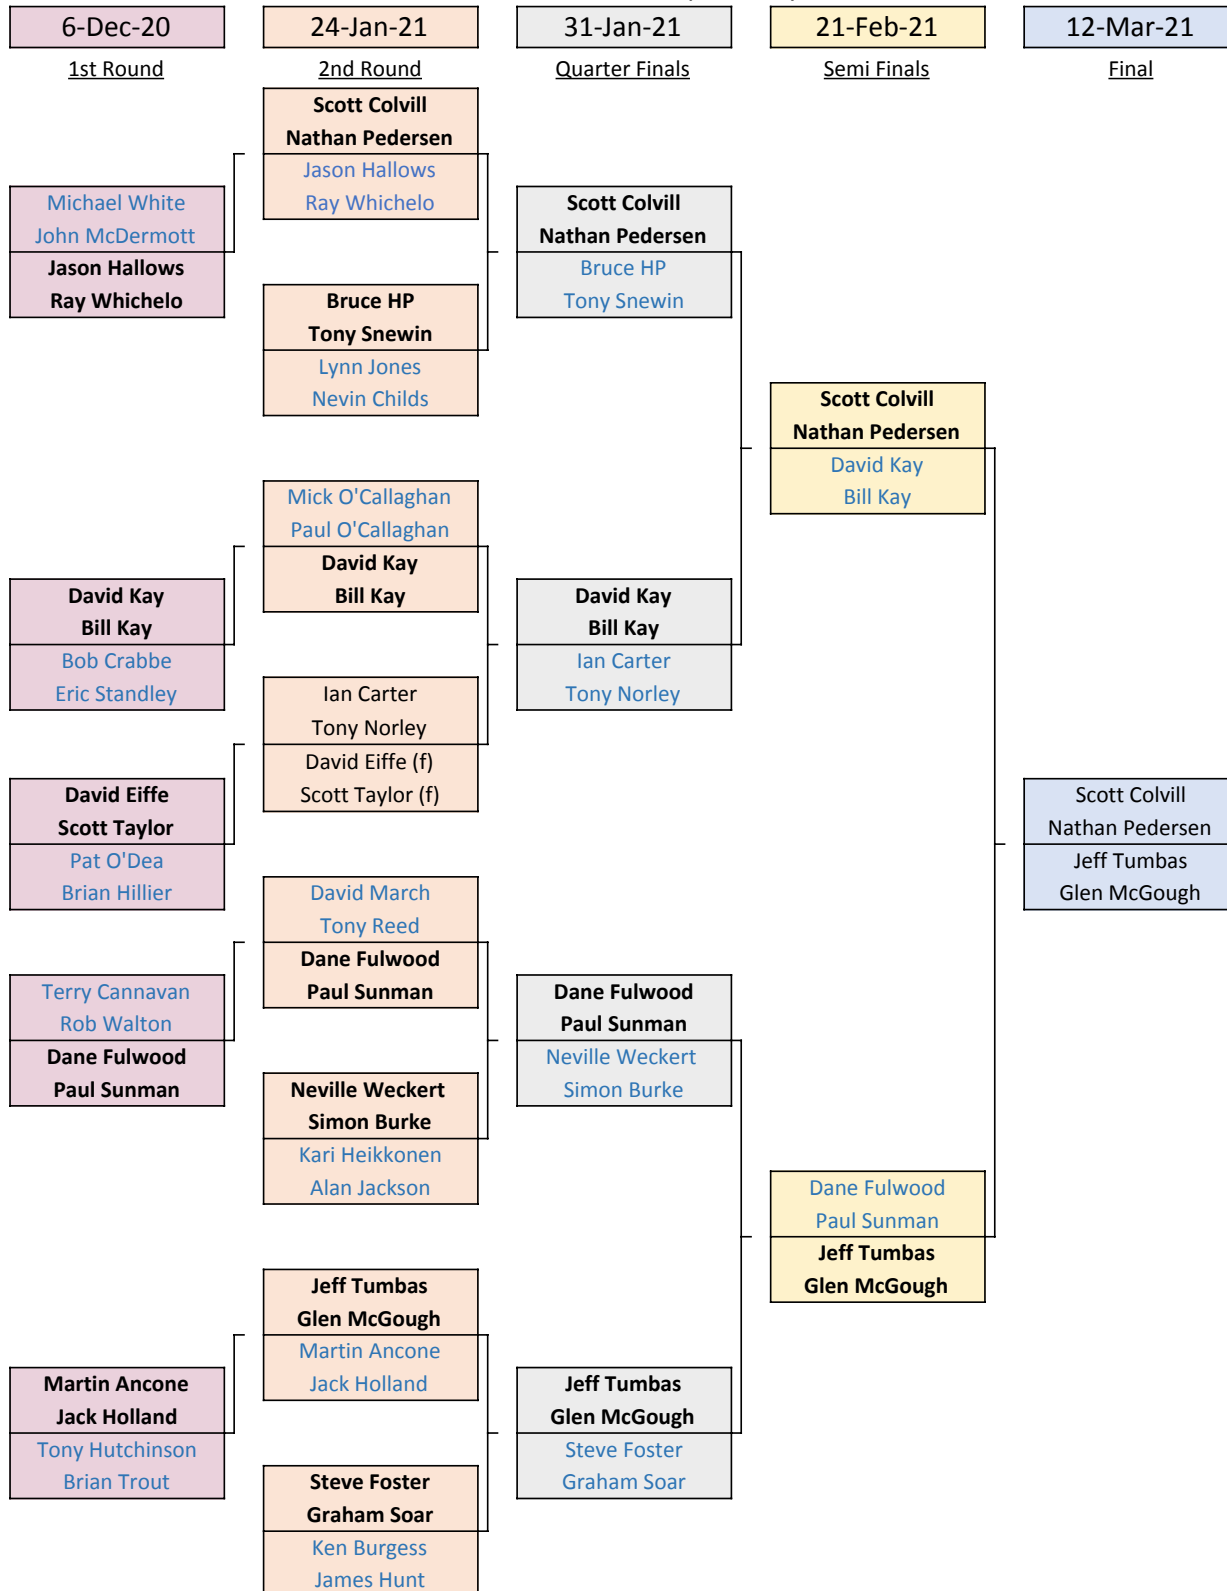 6-Dec-20
24-Jan-21
31-Jan-21
21-Feb-21
12-Mar-21
1st Round
2nd Round
Quarter Finals
Semi Finals
Final
Michael White
John McDermott
Jason Hallows
Ray Whichelo
David Kay
Bill Kay
Bob Crabbe
Eric Standley
David Eiffe
Scott Taylor
Pat O'Dea
Brian Hillier
Terry Cannavan
Rob Walton
Dane Fulwood
Paul Sunman
Martin Ancone
Jack Holland
Tony Hutchinson
Brian Trout
Scott Colvill
Nathan Pedersen
Jason Hallows
Ray Whichelo
Bruce HP
Tony Snewin
Lynn Jones
Nevin Childs
Mick O'Callaghan
Paul O'Callaghan
David Kay
Bill Kay
Ian Carter
Tony Norley
David Eiffe (f)
Scott Taylor (f)
David March
Tony Reed
Dane Fulwood
Paul Sunman
Neville Weckert
Simon Burke
Kari Heikkonen
Alan Jackson
Jeff Tumbas
Glen McGough
Martin Ancone
Jack Holland
Steve Foster
Graham Soar
Ken Burgess
James Hunt
Scott Colvill
Nathan Pedersen
Bruce HP
Tony Snewin
David Kay
Bill Kay
Ian Carter
Tony Norley
Dane Fulwood
Paul Sunman
Neville Weckert
Simon Burke
Jeff Tumbas
Glen McGough
Steve Foster
Graham Soar
Scott Colvill
Nathan Pedersen
David Kay
Bill Kay
Dane Fulwood
Paul Sunman
Jeff Tumbas
Glen McGough
Scott Colvill
Nathan Pedersen
Jeff Tumbas
Glen McGough